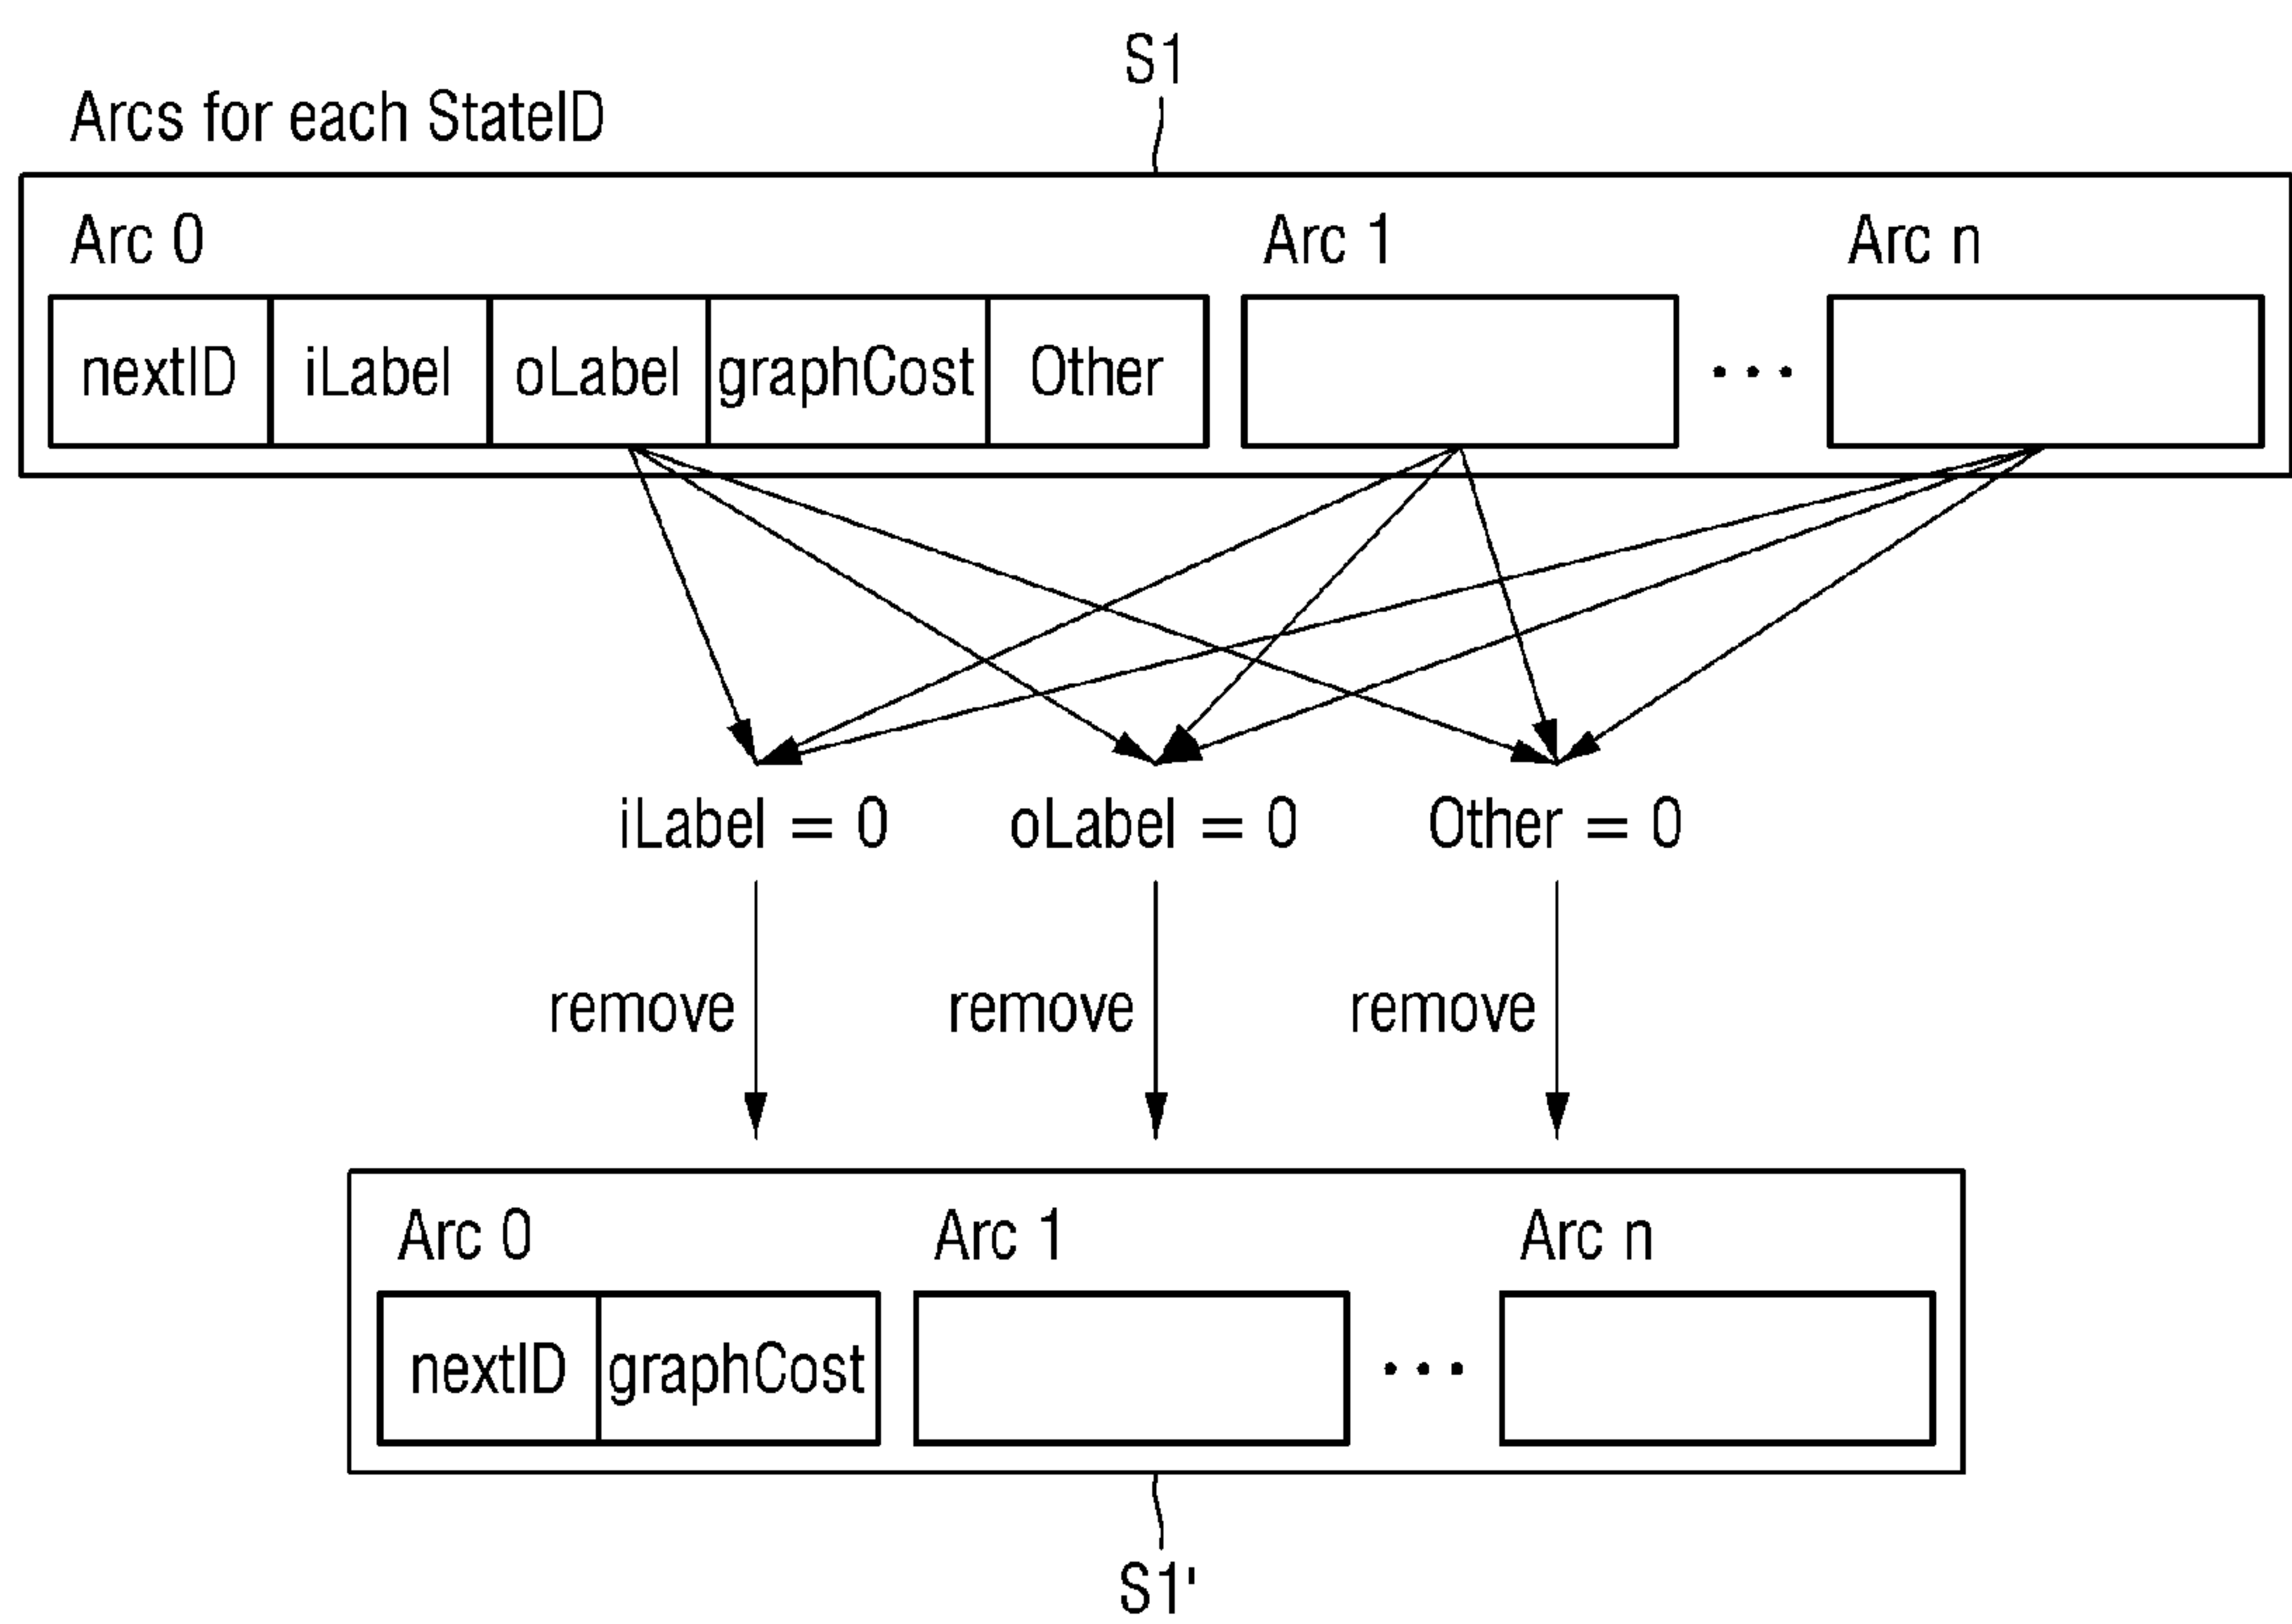 S1
Arcs for each StateID
Arc 0 Arc 1 Arc n
nextID iLabel oLabel graphCost Other ...
iLabel = 0 oLabel = 0 Other = 0
remove remove remove
Arc 0 Arc 1 Arc n
nextID graphCost ...
S1'